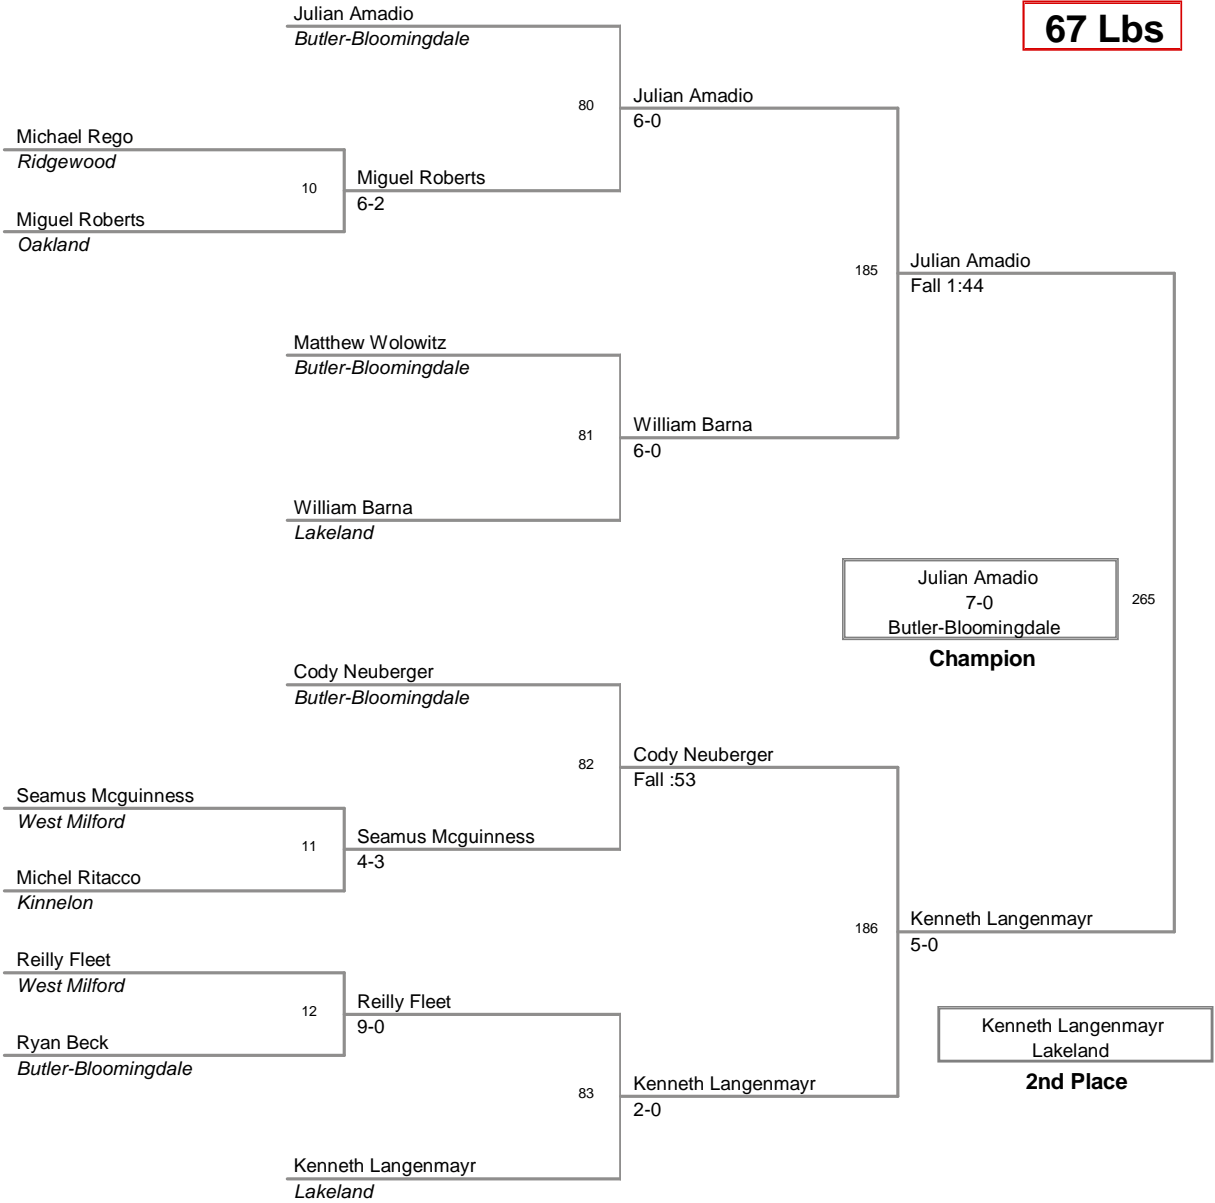 67 Lbs
Julian Amadio
Butler-Bloomingdale
80
Julian Amadio
6-0
Michael Rego
Ridgewood
10
Miguel Roberts
6-2
Miguel Roberts
Oakland
185
Julian Amadio
Fall 1:44
Matthew Wolowitz
Butler-Bloomingdale
81
William Barna
6-0
William Barna
Lakeland
Julian Amadio
7-0
Butler-Bloomingdale
265
Champion
Cody Neuberger
Butler-Bloomingdale
82
Cody Neuberger
Fall :53
Seamus Mcguinness
West Milford
11
Seamus Mcguinness
4-3
Michel Ritacco
Kinnelon
186
Kenneth Langenmayr
5-0
Reilly Fleet
West Milford
12
Reilly Fleet
9-0
Ryan Beck
Butler-Bloomingdale
Kenneth Langenmayr
Lakeland
2nd Place
83
Kenneth Langenmayr
2-0
Kenneth Langenmayr
Lakeland